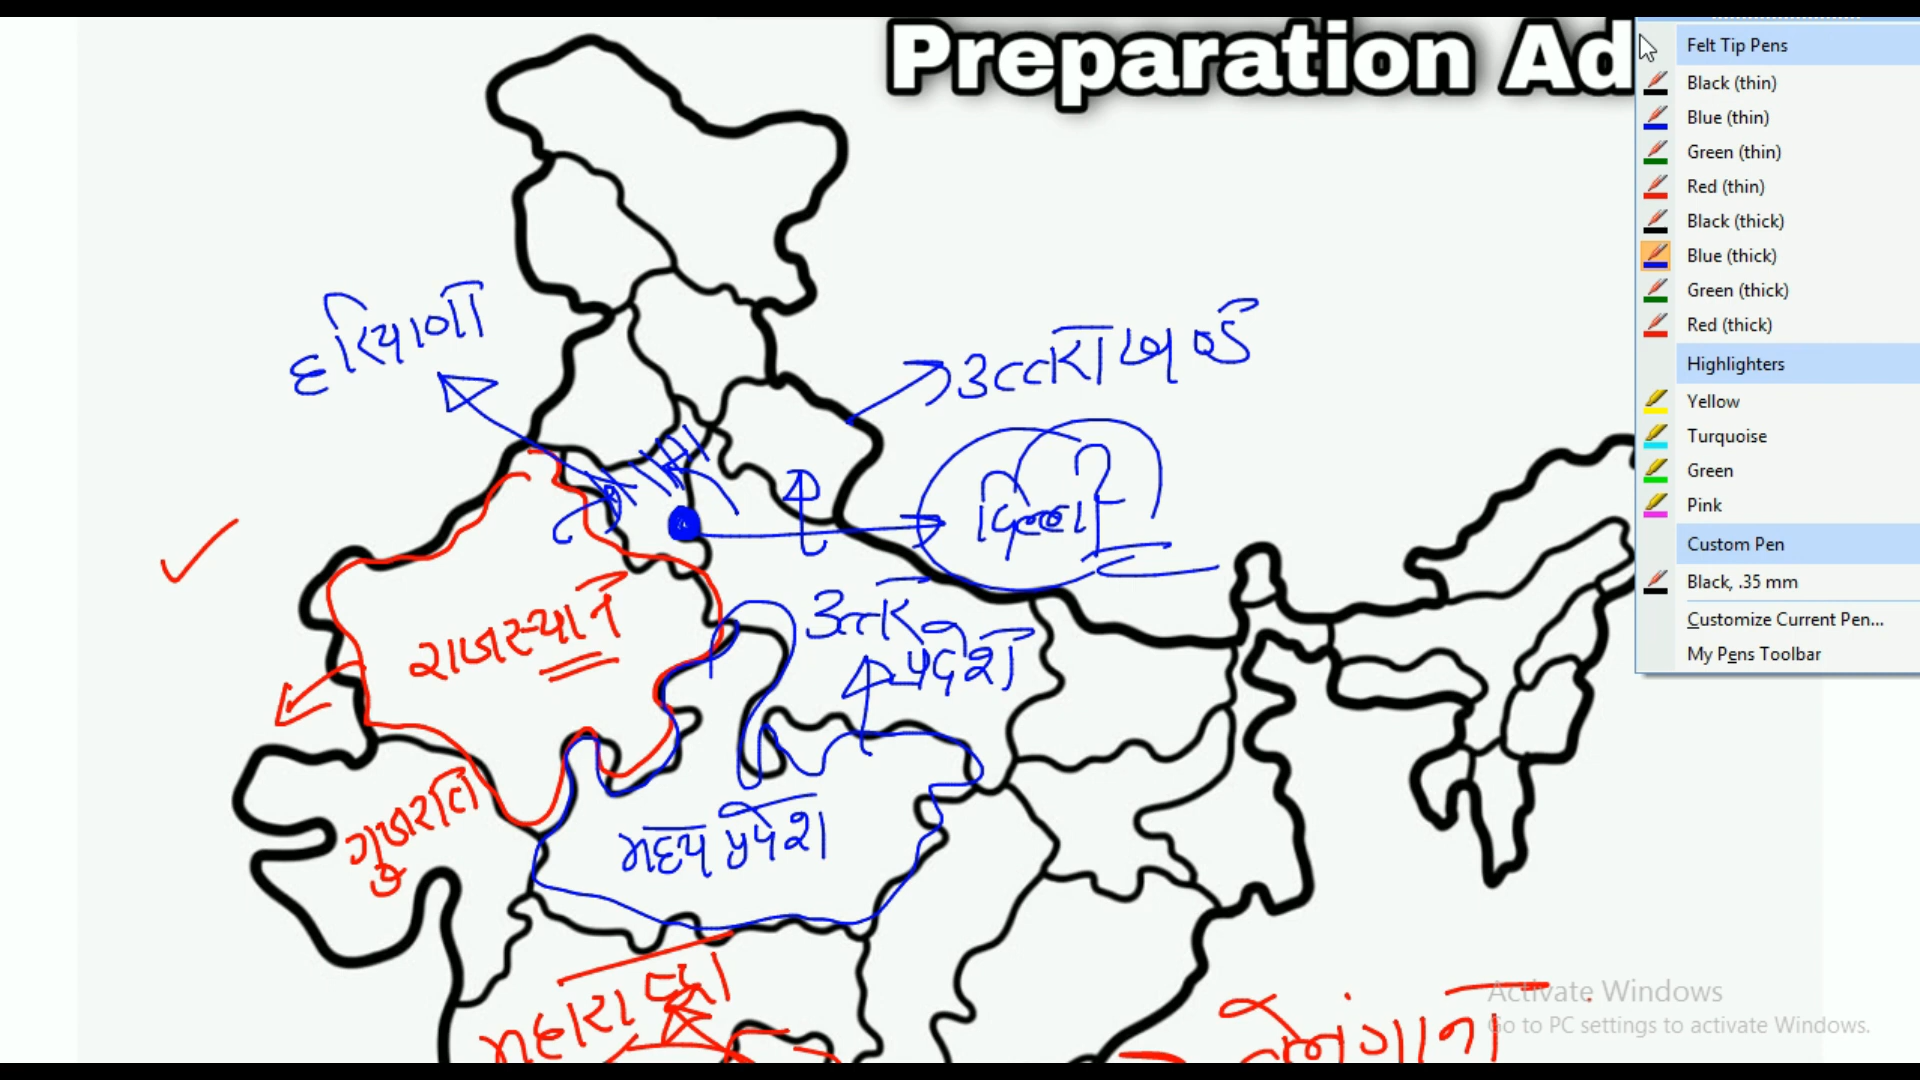 Preparation Ad
Felt Tip Pens
Black (thin)
Blue (thin)
Green (thin)
Red (thin)
Black (thick)
Blue (thick)
Green (thick)
Red (thick)
Highlighters
Yellow
Turquoise
Green
Pink
Custom Pen
Black, .35 mm
Customize Current Pen...
My Pens Toolbar
હરિયાણા
ઉત્તરાખંડ
દિલ્હી
ઉત્તર
પ્રદેશ
રાજસ્થાન
ગુજરાત
મધ્ય પ્રદેશ
મહારાષ્ટ્ર
Activate Windows
Go to PC settings to activate Windows.